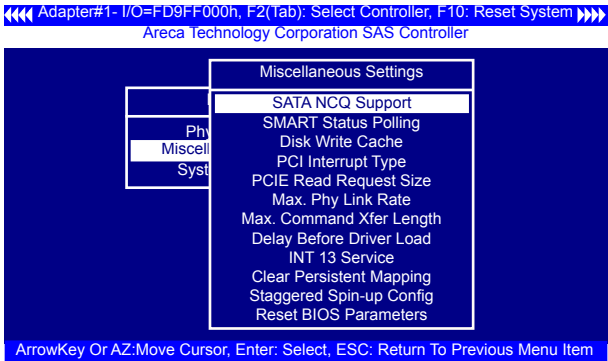 Adapter#1- I/O=FD9FF000h, F2(Tab): Select Controller, F10: Reset System
Areca Technology Corporation SAS Controller
Miscellaneous Settings
SATA NCQ Support
SMART Status Polling
Phy
Disk Write Cache
Miscell
PCI Interrupt Type
Syst
PCIE Read Request Size
Max. Phy Link Rate
Max. Command Xfer Length
Delay Before Driver Load
INT 13 Service
Clear Persistent Mapping
Staggered Spin-up Config
Reset BIOS Parameters
ArrowKey Or AZ:Move Cursor, Enter: Select, ESC: Return To Previous Menu Item